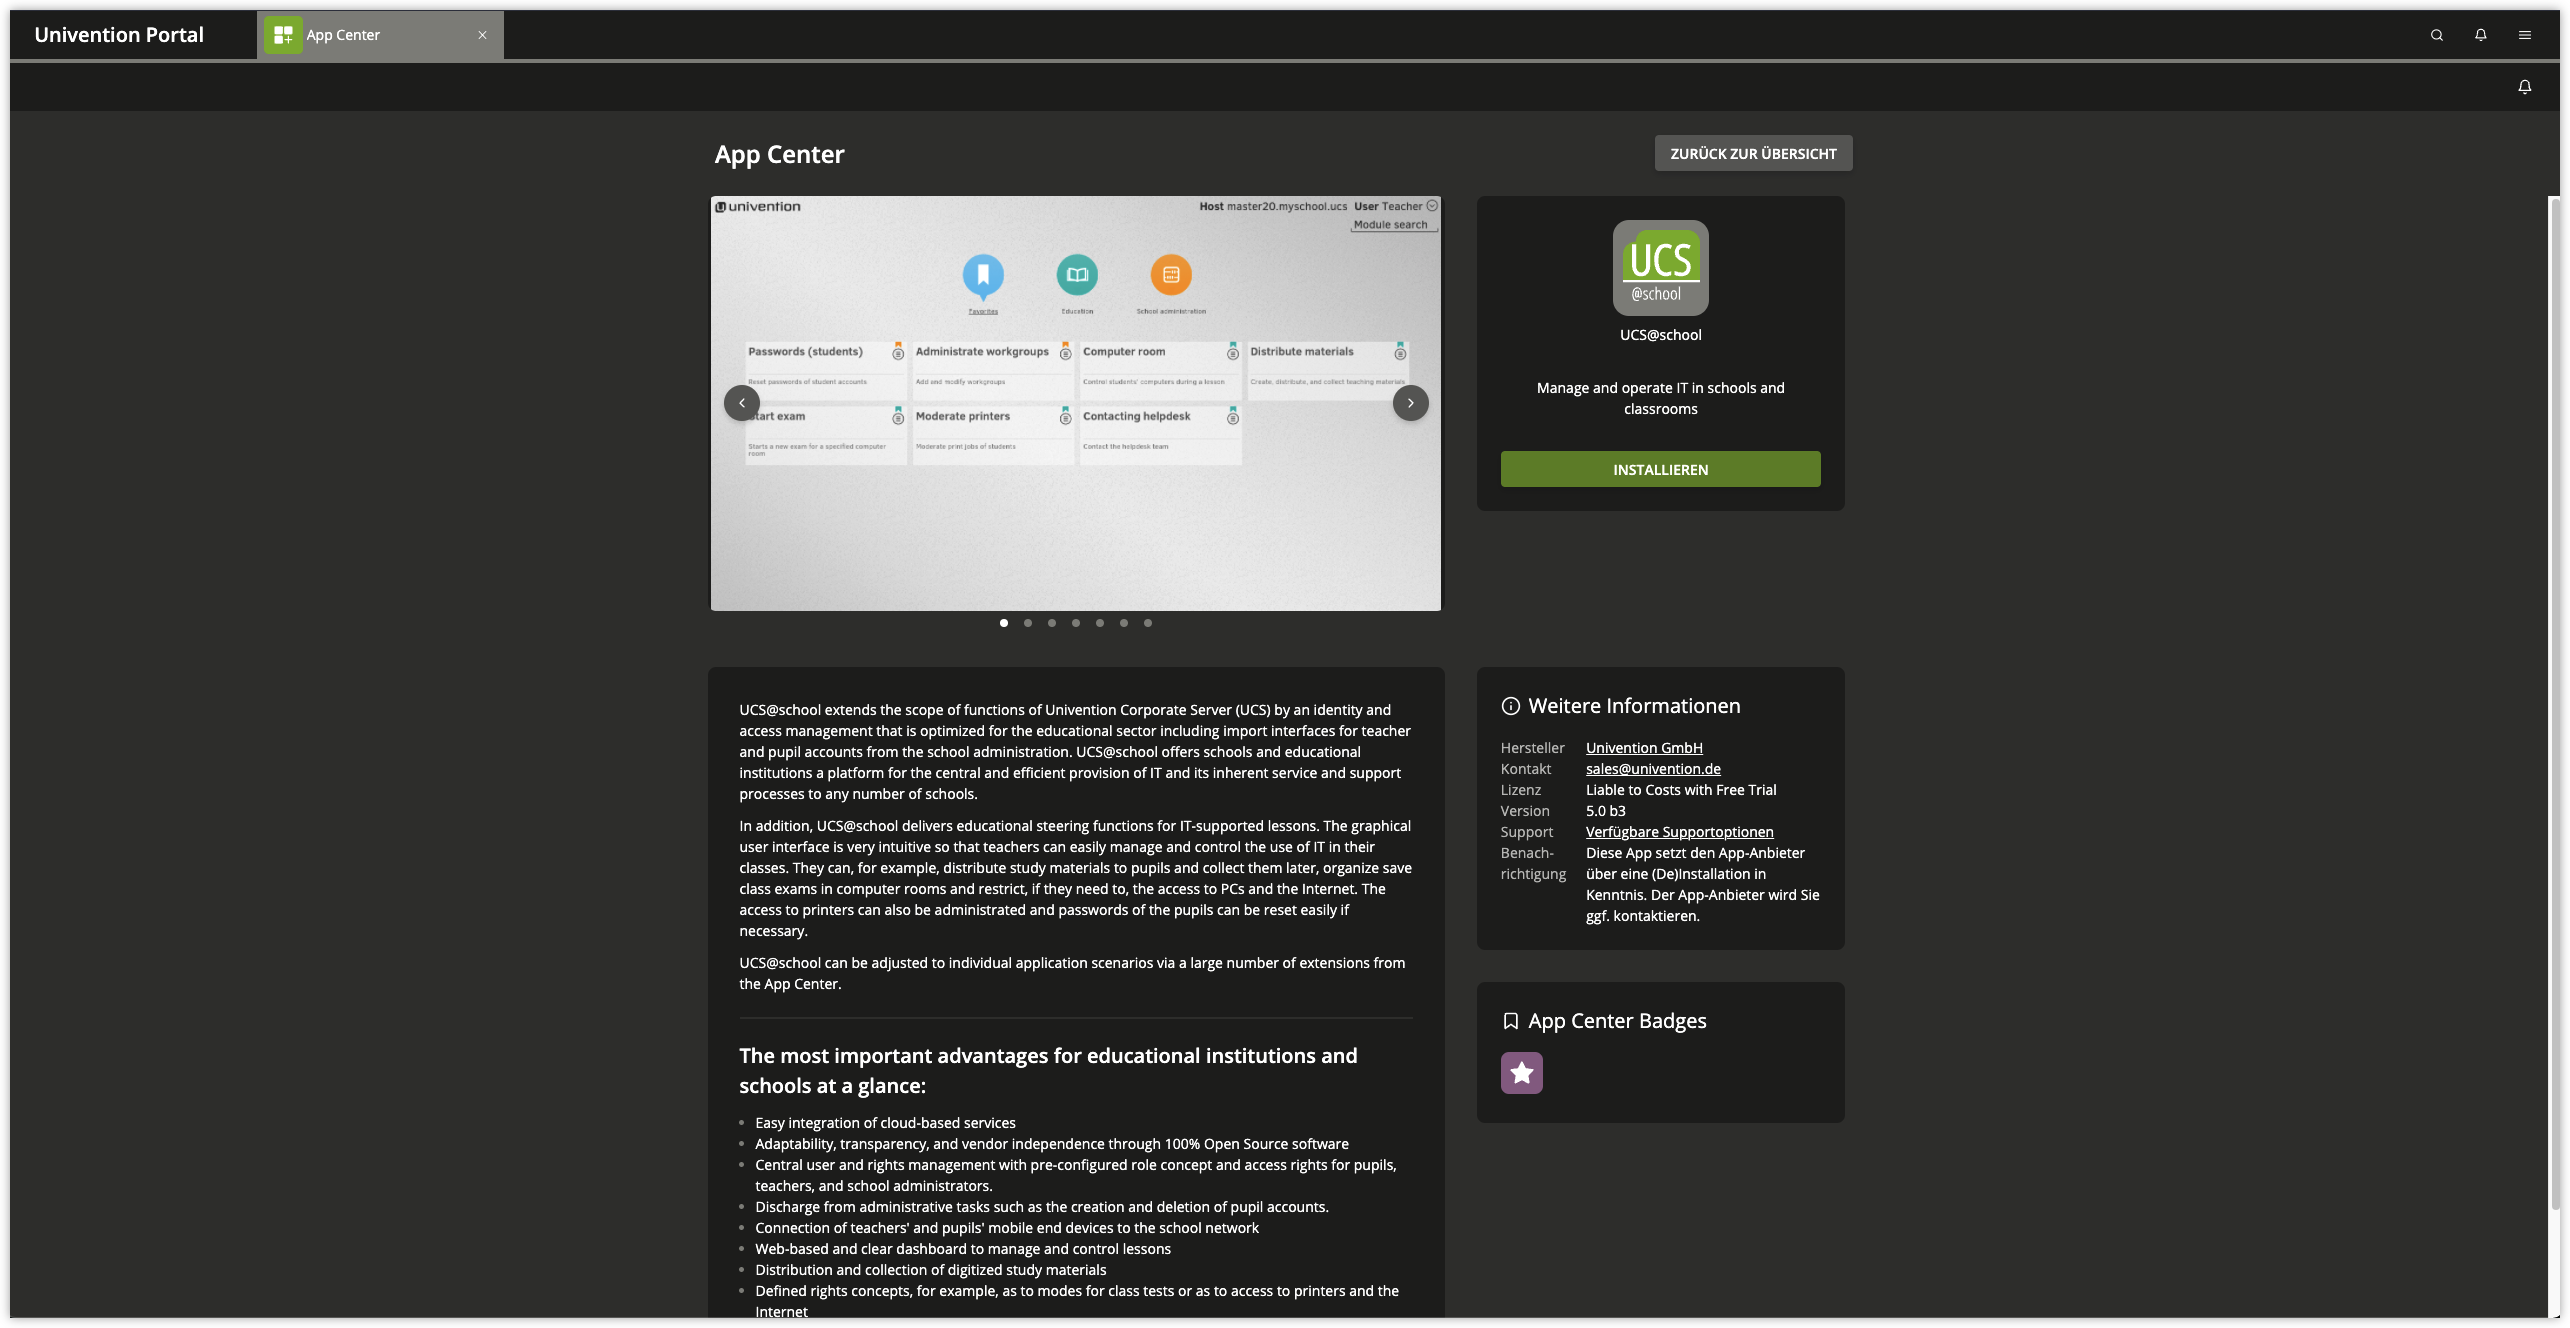 Univention Portal
App Center
App Center
ZURÜCK ZUR ÜBERSICHT
univention
Host master20.myschool.ucs User Teacher
Module search
Favorites
Education
School administration
Passwords (students)
Administrate workgroups
Computer room
Distribute materials
Reset passwords of student accounts
Add and modify workgroups
Control students' computers during a lesson
Create, distribute, and collect teaching materials
tart exam
Moderate printers
Contacting helpdesk
Starts a new exam for a specified computer
room
Moderate print jobs of students
Contact the helpdesk team
UCS
@school
UCS@school
Manage and operate IT in schools and
classrooms
INSTALLIEREN
UCS@school extends the scope of functions of Univention Corporate Server (UCS) by an identity and
access management that is optimized for the educational sector including import interfaces for teacher
and pupil accounts from the school administration. UCS@school offers schools and educational
institutions a platform for the central and efficient provision of IT and its inherent service and support
processes to any number of schools.
In addition, UCS@school delivers educational steering functions for IT-supported lessons. The graphical
user interface is very intuitive so that teachers can easily manage and control the use of IT in their
classes. They can, for example, distribute study materials to pupils and collect them later, organize save
class exams in computer rooms and restrict, if they need to, the access to PCs and the Internet. The
access to printers can also be administrated and passwords of the pupils can be reset easily if
necessary.
UCS@school can be adjusted to individual application scenarios via a large number of extensions from
the App Center.
The most important advantages for educational institutions and
schools at a glance:
Easy integration of cloud-based services
Adaptability, transparency, and vendor independence through 100% Open Source software
Central user and rights management with pre-configured role concept and access rights for pupils,
teachers, and school administrators.
Discharge from administrative tasks such as the creation and deletion of pupil accounts.
Connection of teachers' and pupils' mobile end devices to the school network
Web-based and clear dashboard to manage and control lessons
Distribution and collection of digitized study materials
Defined rights concepts, for example, as to modes for class tests or as to access to printers and the
Internet
Weitere Informationen
Hersteller Univention GmbH
Kontakt sales@univention.de
Lizenz Liable to Costs with Free Trial
Version 5.0 b3
Support Verfügbare Supportoptionen
Benach- Diese App setzt den App-Anbieter
richtigung über eine (De)Installation in
Kenntnis. Der App-Anbieter wird Sie
ggf. kontaktieren.
App Center Badges